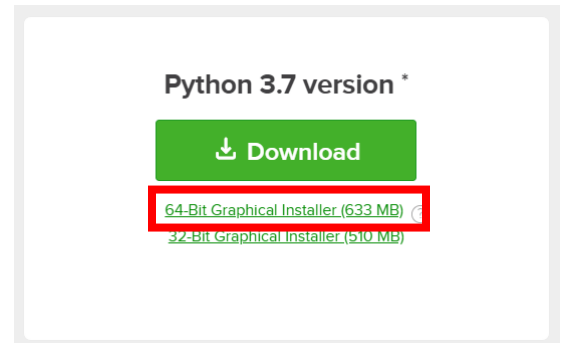 Python 3.7 version *
Download
64-Bit Graphical Installer (633 MB) ?
32-Bit Graphical Installer (510 MB)